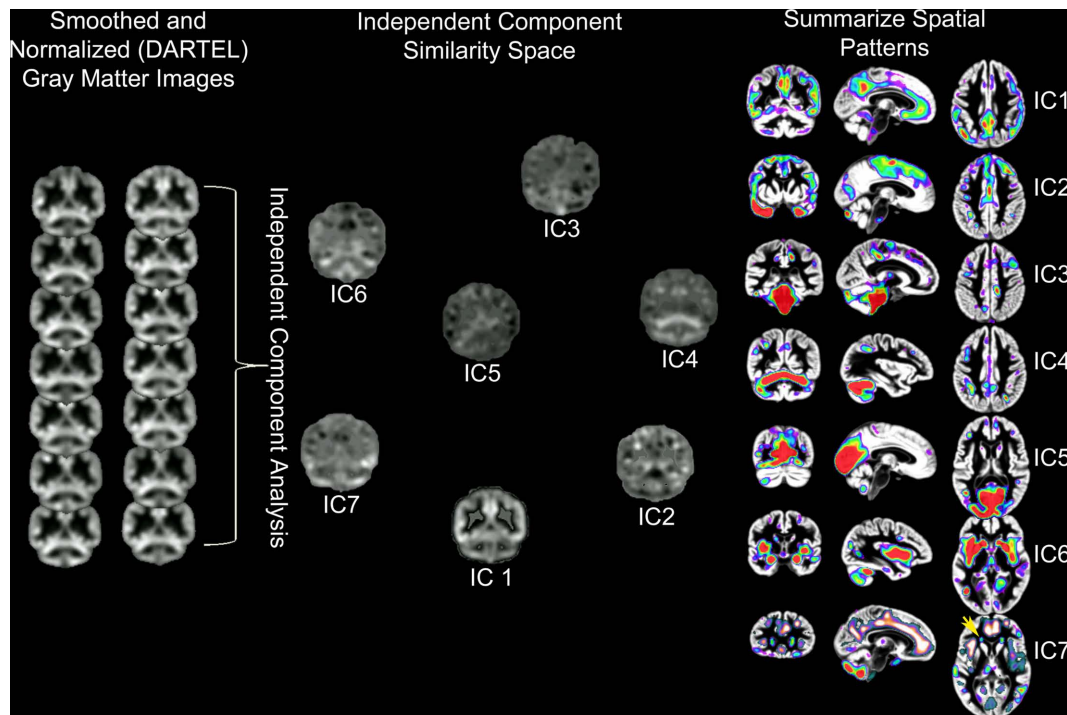 Smoothed and
Normalized (DARTEL)
Gray Matter Images
Independent Component
Similarity Space
Summarize Spatial
Patterns
Independent Component Analysis
IC3
IC6
IC5
IC4
IC7
IC2
IC 1
IC1
IC2
IC3
IC4
IC5
IC6
IC7